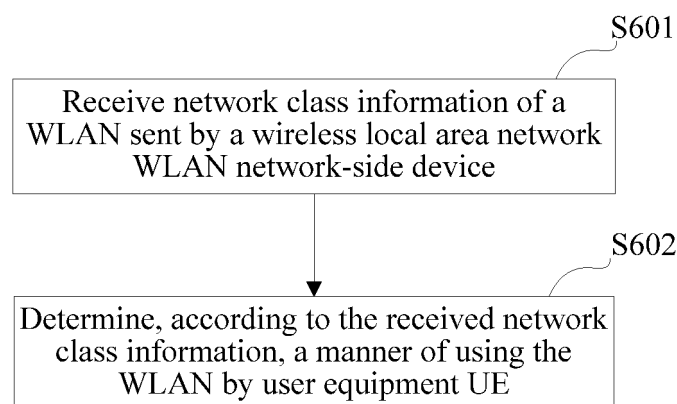 S601
Receive network class information of a
WLAN sent by a wireless local area network
WLAN network-side device
S602
Determine, according to the received network
class information, a manner of using the
WLAN by user equipment UE